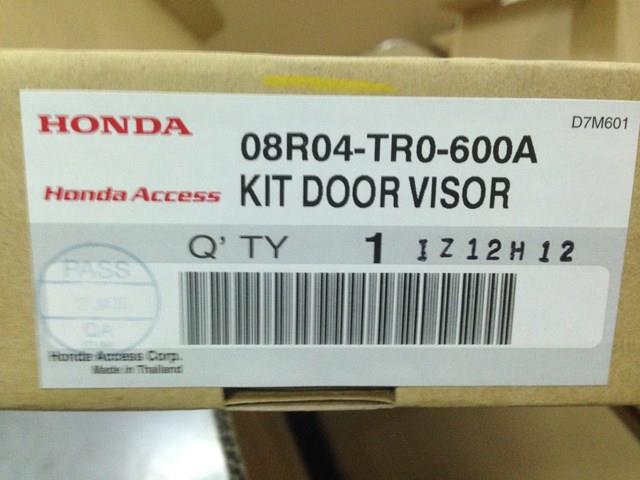 HONDA
08R04-TR0-600A
D7M601
Honda Access
KIT DOOR VISOR
Q' TY 1 IZ12H12
PASS
QA
Honda Access Corp.
Made in Thailand